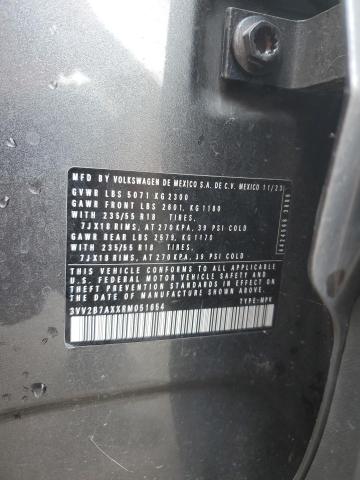 MFD BY VOLKSWAGEN DE MEXICO S.A. DE C.V. MEXICO 11/23
GVWR LBS 5071 KG 2300
GAWR FRONT LBS 2601, KG 1180
WITH 235/55 R18 TIRES,
7JX18 RIMS, AT 270 KPA, 39 PSI COLD
GAWR REAR LBS 2579, KG 1170
WITH 235/55 R18 TIRES,
7JX18 RIMS, AT 270 KPA, 39 PSI COLD
THIS VEHICLE CONFORMS TO ALL APPLICABLE
U.S. FEDERAL MOTOR VEHICLE SAFETY AND
THEFT PREVENTION STANDARDS IN EFFECT
ON THE DATE OF MANUFACTURE SHOWN ABOVE
3VV2B7AXXRM051654 TYPE: MPV